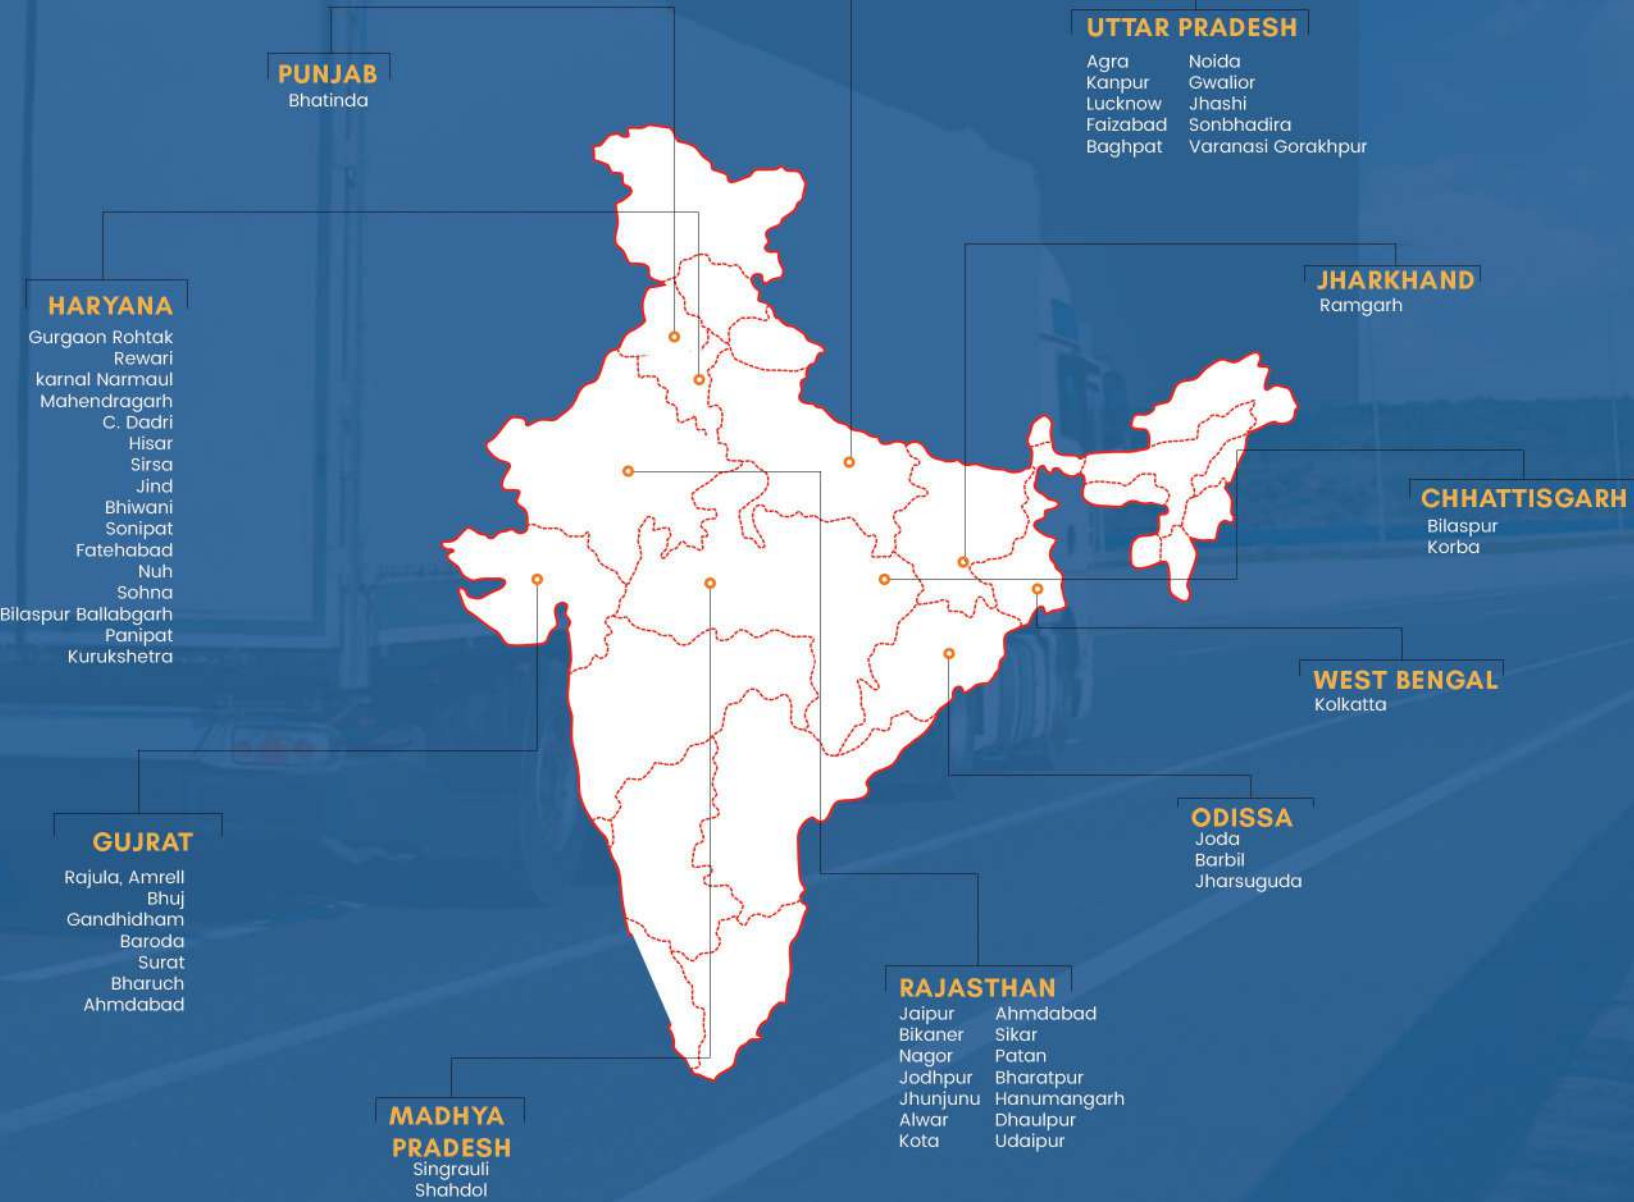 UTTAR PRADESH
Agra Noida
Kanpur Gwalior
Lucknow Jhashi
Faizabad Sonbhadira
Baghpat Varanasi Gorakhpur
PUNJAB
Bhatinda
JHARKHAND
Ramgarh
HARYANA
Gurgaon Rohtak
Rewari
karnal Narmaul
Mahendragarh
C. Dadri
Hisar
Sirsa
Jind
Bhiwani
Sonipat
Fatehabad
Nuh
Sohna
Bilaspur Ballabgarh
Panipat
Kurukshetra
CHHATTISGARH
Bilaspur
Korba
WEST BENGAL
Kolkatta
ODISSA
Joda
Barbil
Jharsuguda
GUJRAT
Rajula, Amrell
Bhuj
Gandhidham
Baroda
Surat
Bharuch
Ahmdabad
RAJASTHAN
Jaipur Ahmdabad
Bikaner Sikar
Nagor Patan
Jodhpur Bharatpur
Jhunjunu Hanumangarh
Alwar Dhaulpur
Kota Udaipur
MADHYA
PRADESH
Singrauli
Shahdol